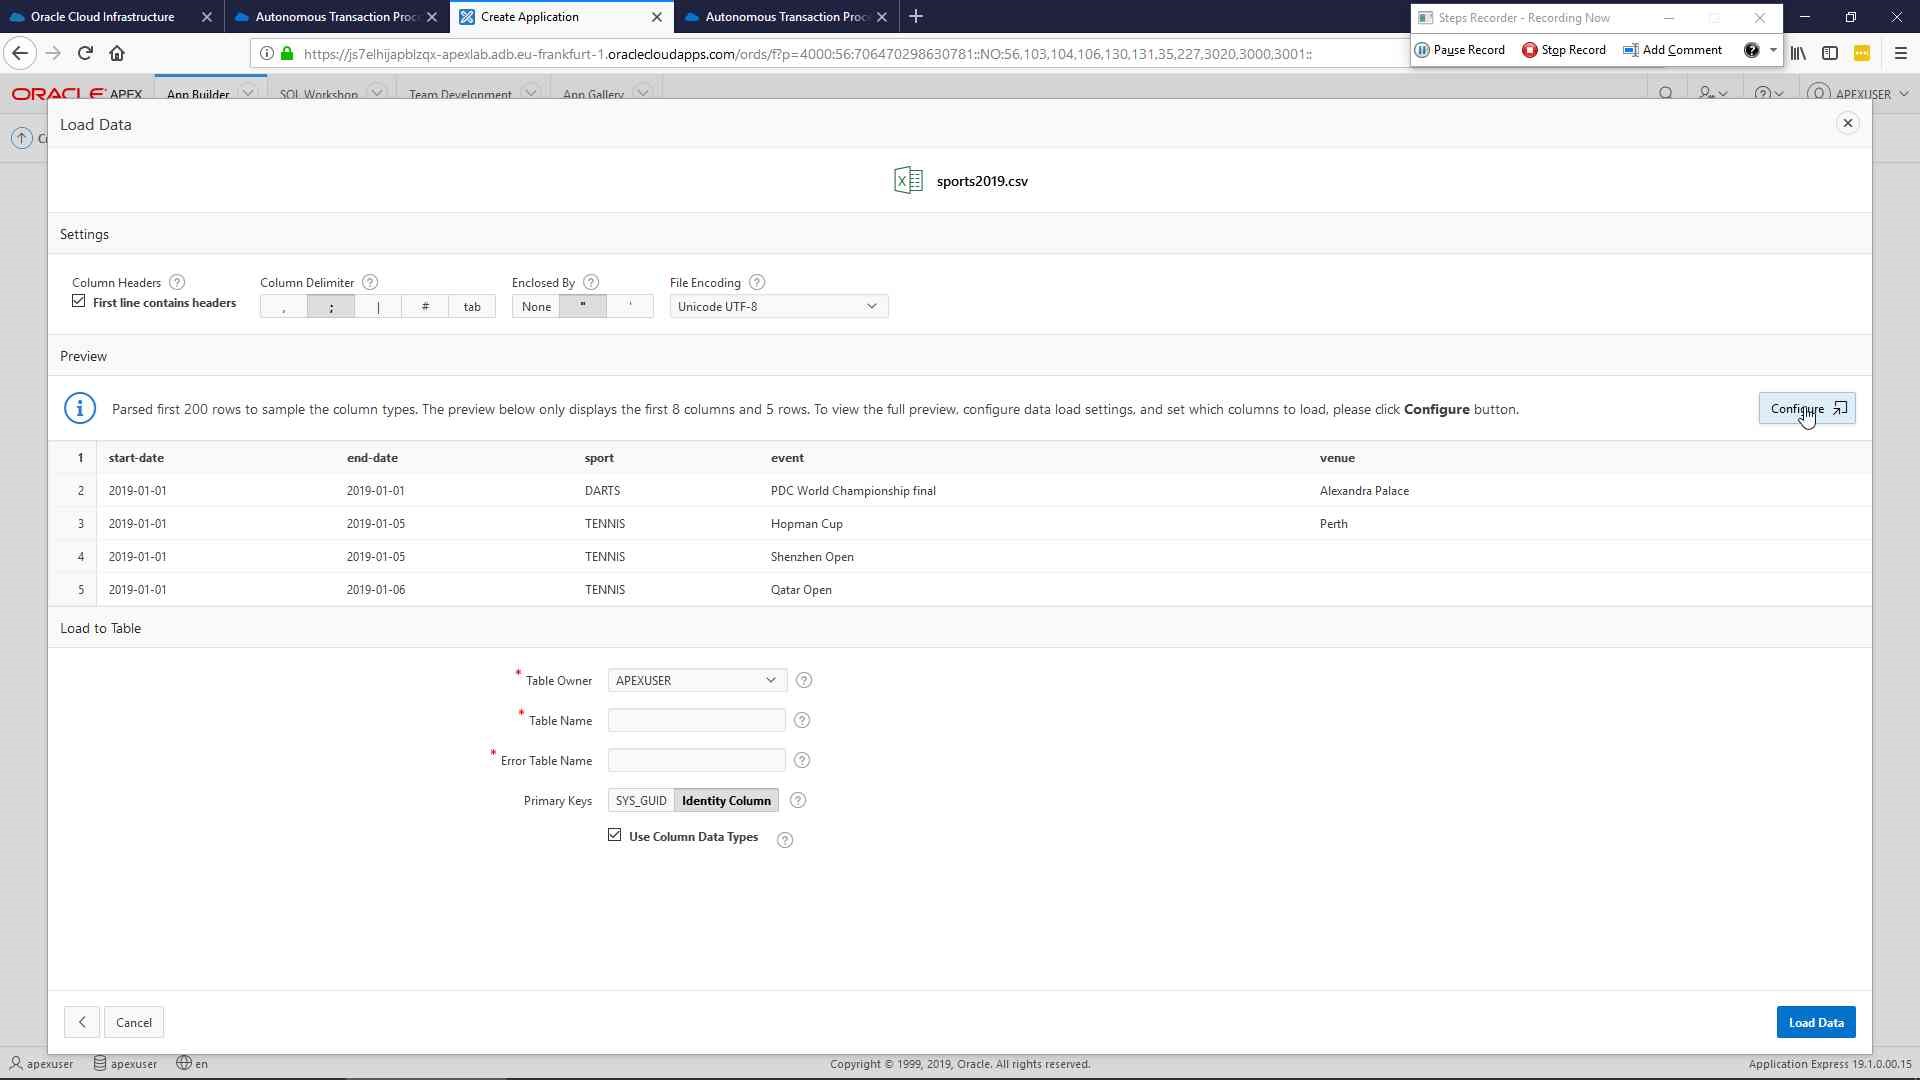 Oracle Cloud Infrastructure
Autonomous Transaction Proc
Create Application
Autonomous Transaction Proc
Steps Recorder - Recording Now
https://js7elhijapblzqx-apexlab.adb.eu-frankfurt-1.oraclecloudapps.com/ords/f?p=4000:56:706470298630781::NO:56,103,104,106,130,131,35,227,3020,3000,3001::
Pause Record Stop Record Add Comment
ORACLE APEX App Builder SQL Workshop Team Development App Gallery APEXUSER
Load Data
sports2019.csv
Settings
Column Headers ? Column Delimiter ? Enclosed By ? File Encoding ?
First line contains headers , ; | # tab None " ' Unicode UTF-8
Preview
Parsed first 200 rows to sample the column types. The preview below only displays the first 8 columns and 5 rows. To view the full preview, configure data load settings, and set which columns to load, please click Configure button.
Configure
1 start-date end-date sport event venue
2 2019-01-01 2019-01-01 DARTS PDC World Championship final Alexandra Palace
3 2019-01-01 2019-01-05 TENNIS Hopman Cup Perth
4 2019-01-01 2019-01-05 TENNIS Shenzhen Open
5 2019-01-01 2019-01-06 TENNIS Qatar Open
Load to Table
* Table Owner APEXUSER ?
* Table Name ?
* Error Table Name ?
Primary Keys SYS_GUID Identity Column ?
Use Column Data Types ?
Cancel Load Data
apexuser apexuser en Copyright © 1999, 2019, Oracle. All rights reserved. Application Express 19.1.0.00.15